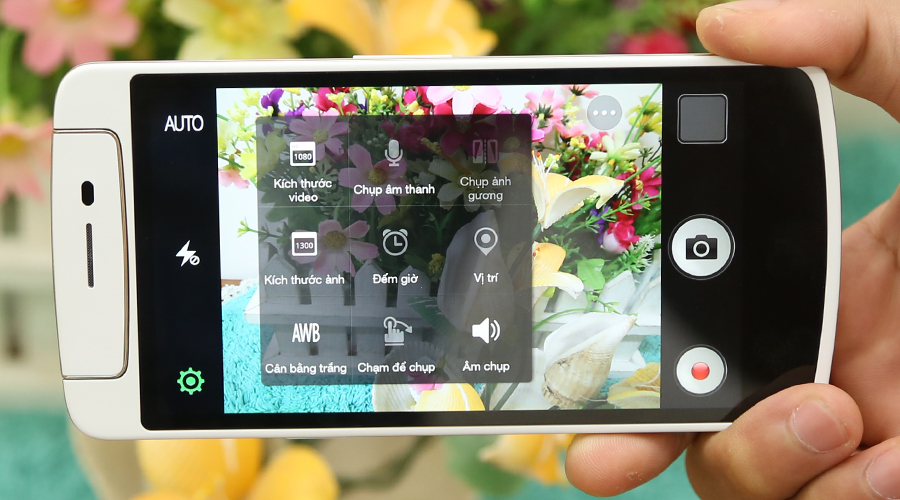 AUTO
1080
Kích thước
video
Chụp âm thanh
Chụp ảnh
gương
1300
Kích thước ảnh
Đếm giờ
Vị trí
AWB
Cân bằng trắng
Chạm để chụp
Âm chụp